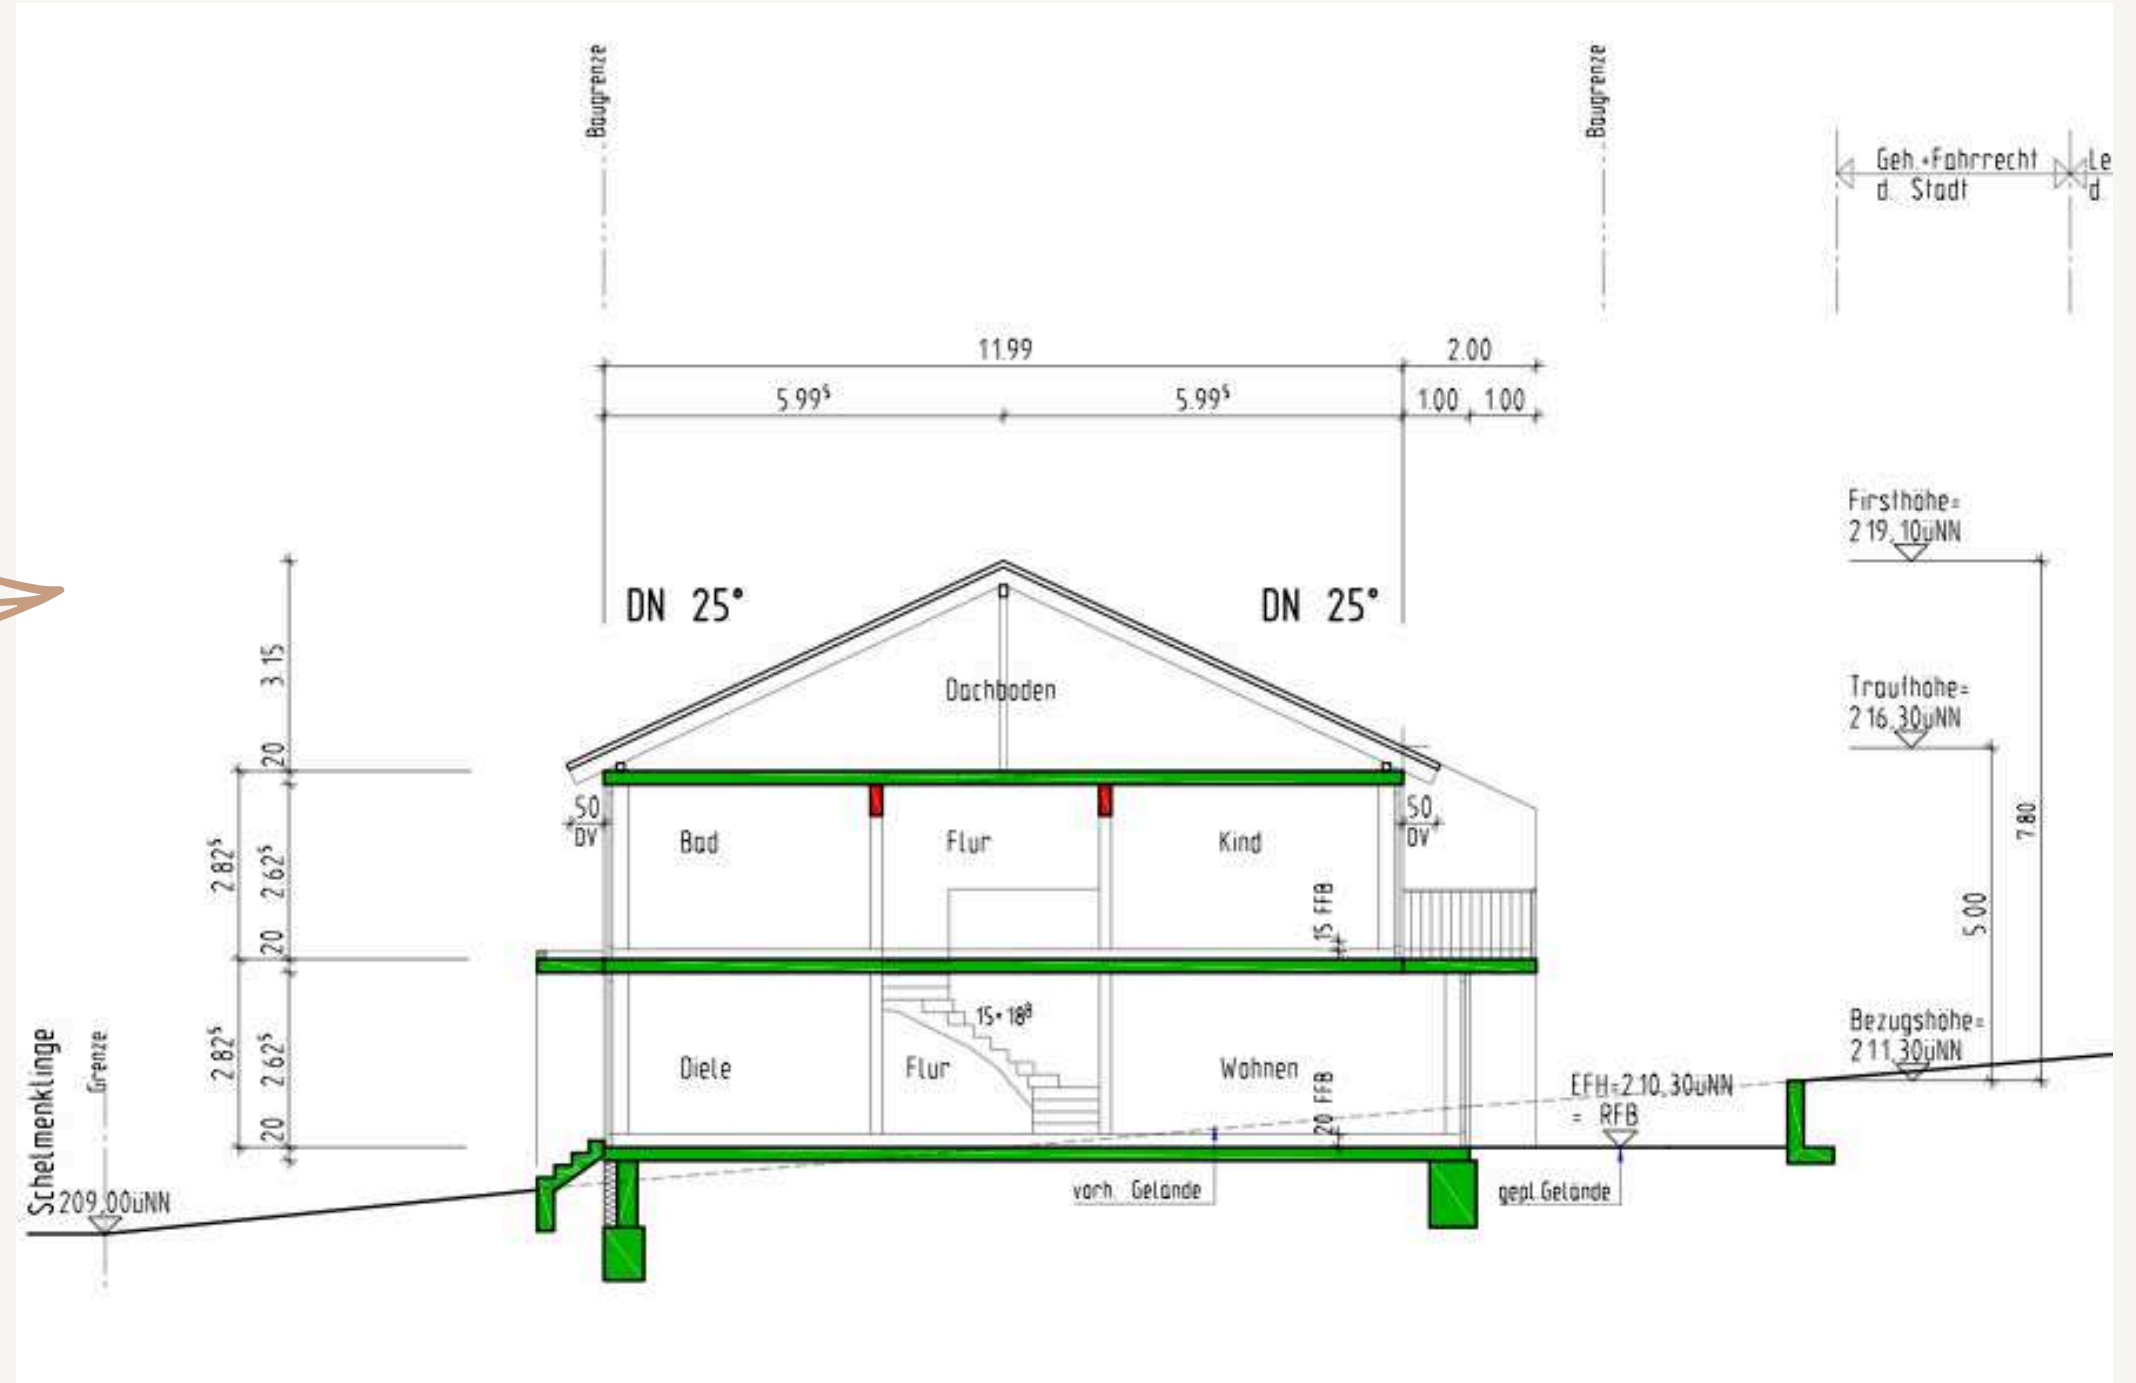 Baugrenze
Baugrenze
Geh.+Fahrrecht
d. Stadt
Le
d.
11.99
2.00
5.99⁵
5.99⁵
1.00
1.00
Firsthöhe=
219,10üNN
DN 25°
DN 25°
3.15
Dachboden
Traufhöhe=
216,30üNN
20
50
DV
50
DV
7.80
Bad
Flur
Kind
2.82⁵
2.62⁵
15 FFB
5.00
20
15*18⁸
Bezugshöhe=
211,30üNN
Schelmenklinge
Grenze
2.82⁵
2.62⁵
Diele
Flur
Wohnen
EFH=210,30üNN
= RFB
20 FFB
20
vorh. Gelände
gepl.Gelände
209,00üNN